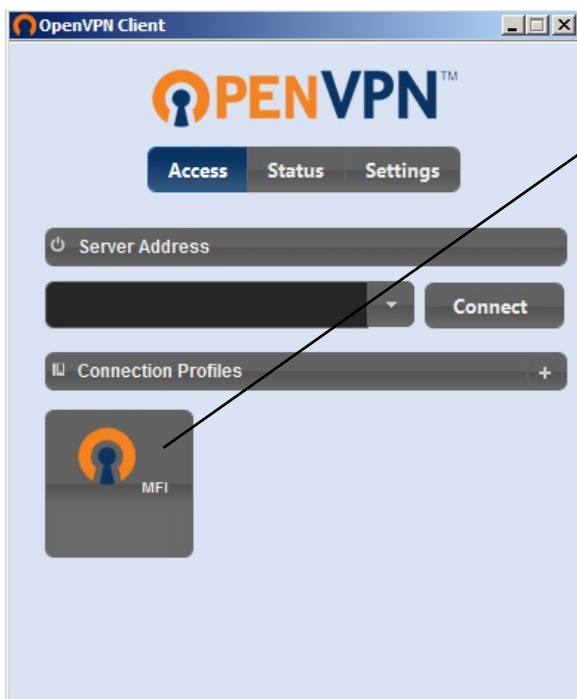 OpenVPN Client
OPENVPN™
Access Status Settings
Server Address
Connect
Connection Profiles +
MFI